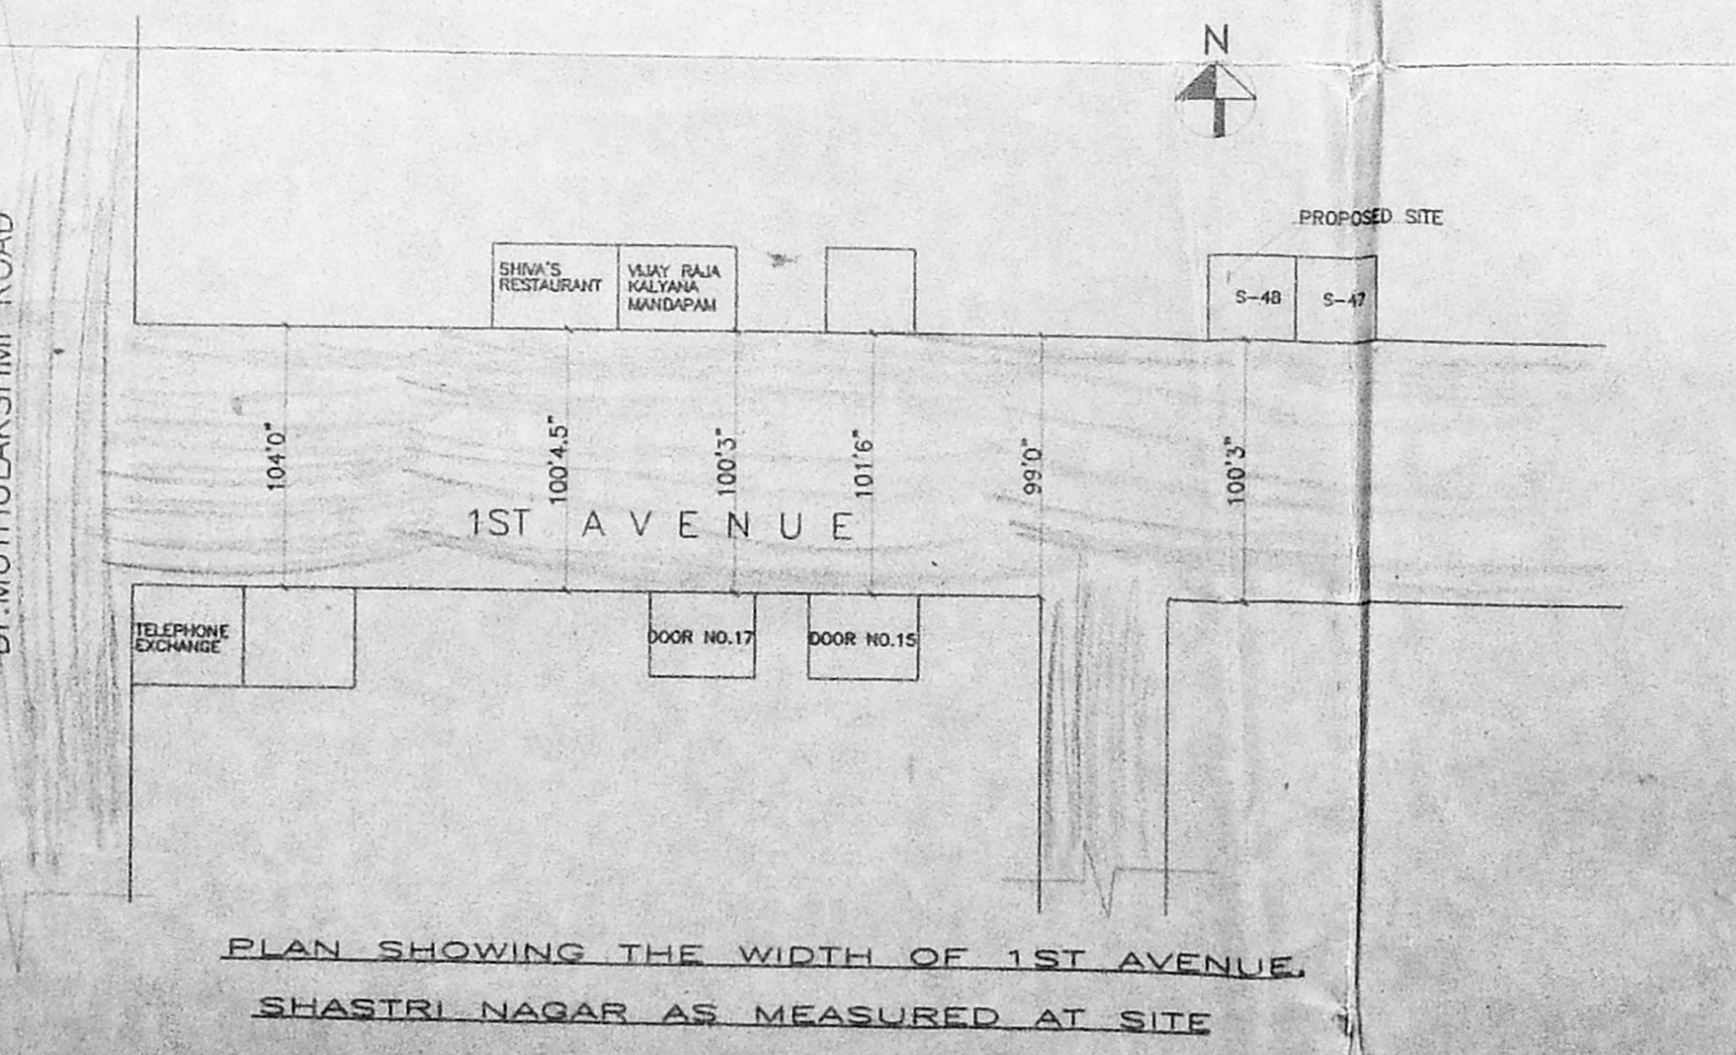 N
PROPOSED SITE
SHIVA'S
RESTAURANT
VIJAY RAJA
KALYANA
MANDAPAM
S-48
S-47
104'0"
100'4.5"
100'3"
101'6"
99'0"
100'3"
1ST AVENUE
TELEPHONE
EXCHANGE
DOOR NO.17
DOOR NO.15
PLAN SHOWING THE WIDTH OF 1ST AVENUE.
SHASTRI NAGAR AS MEASURED AT SITE
ROAD